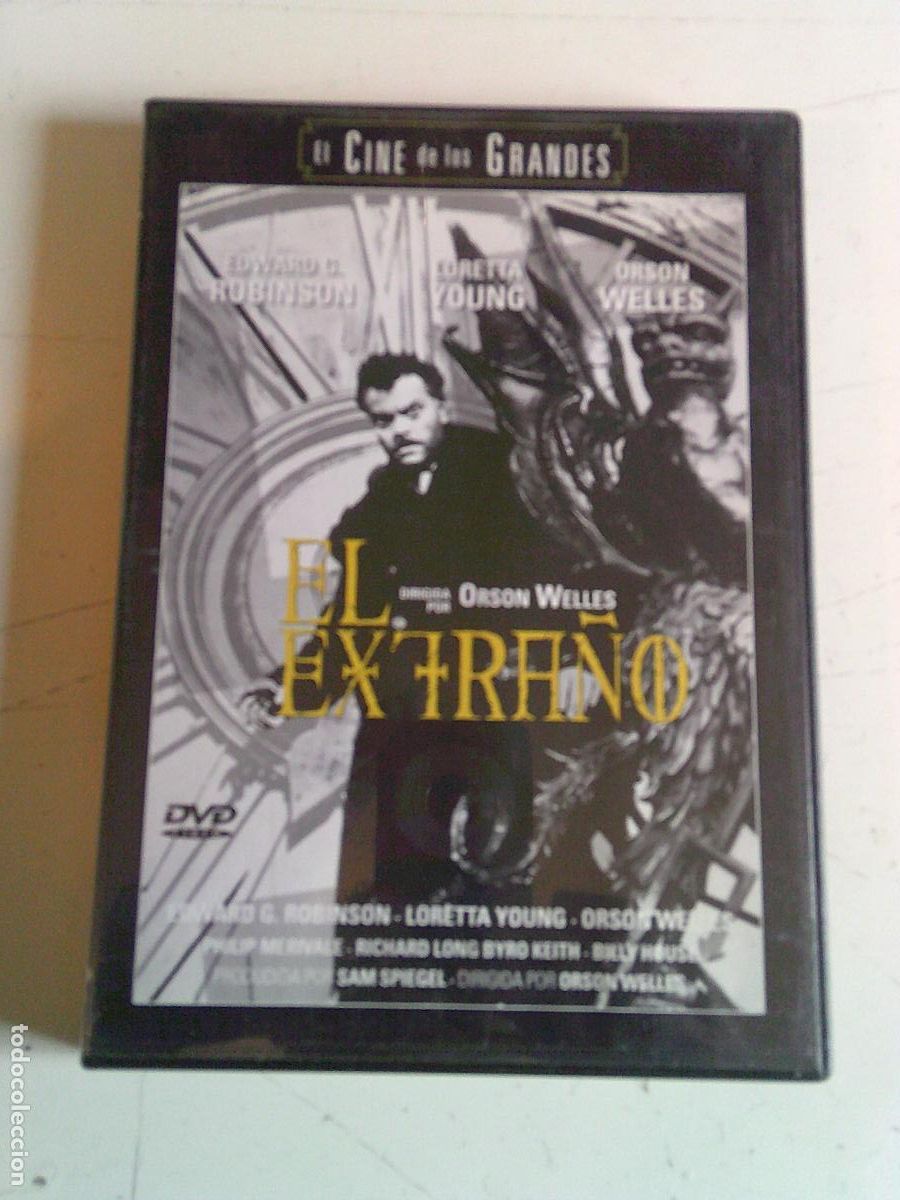 El CINE de los GRANDES
EDWARD G. ROBINSON
LORETTA YOUNG
ORSON WELLES
EL EXTRAÑO
DIRIGIDA POR ORSON WELLES
DVD
EDWARD G. ROBINSON - LORETTA YOUNG - ORSON WELLES
PHILIP MERIVALE - RICHARD LONG BYRO KEITH - BILLY HOUSE
PRODUCIDA POR SAM SPIEGEL - DIRIGIDA POR ORSON WELLES
todocoleccion